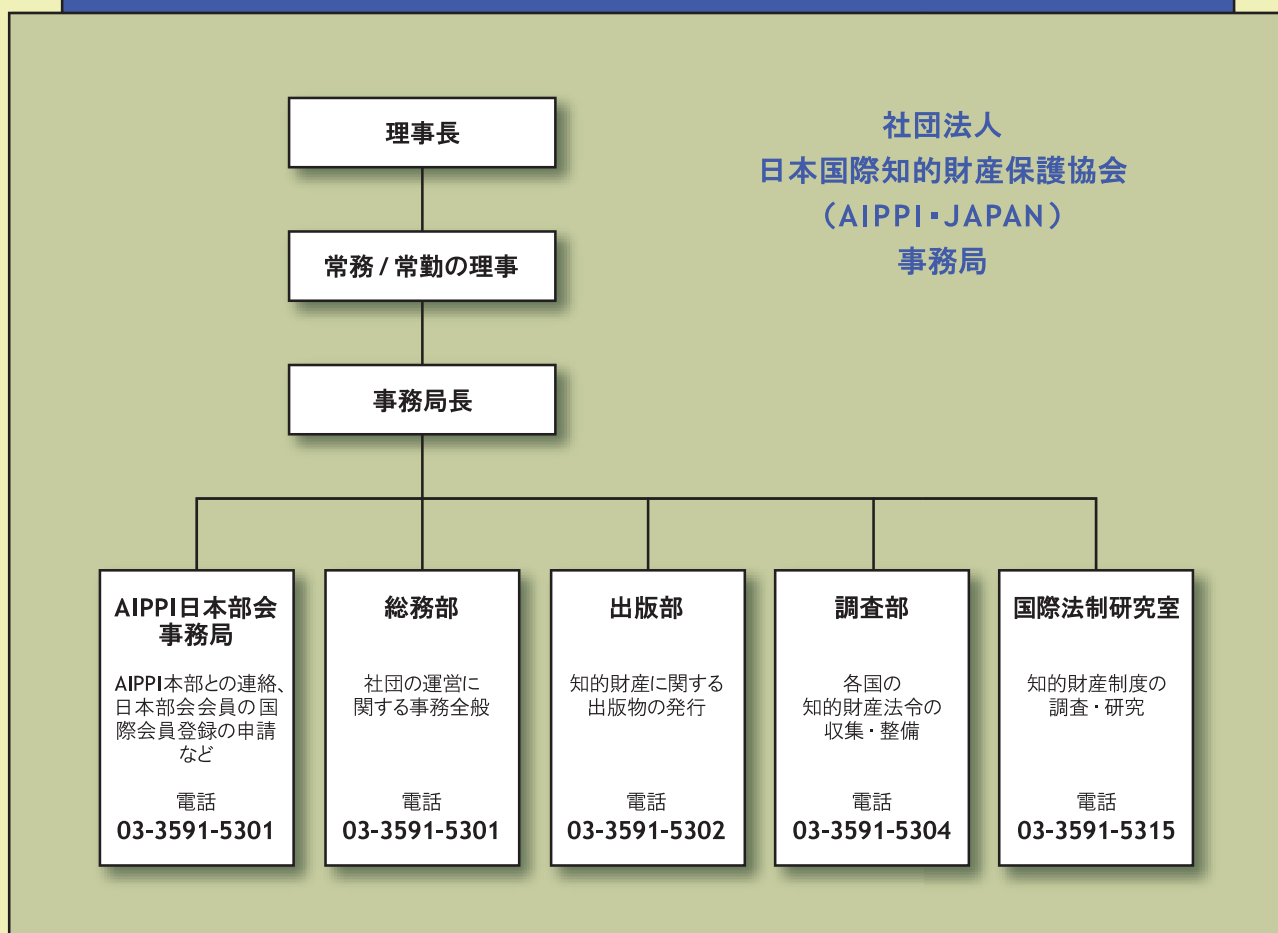 社団法人
日本国際知的財産保護協会
（AIPPI▪JAPAN）
事務局
理事長
常務 / 常勤の理事
事務局長
AIPPI日本部会
事務局
AIPPI本部との連絡、
日本部会会員の国
際会員登録の申請
など
電話
03-3591-5301
総務部
社団の運営に
関する事務全般
電話
03-3591-5301
出版部
知的財産に関する
出版物の発行
電話
03-3591-5302
調査部
各国の
知的財産法令の
収集・整備
電話
03-3591-5304
国際法制研究室
知的財産制度の
調査・研究
電話
03-3591-5315